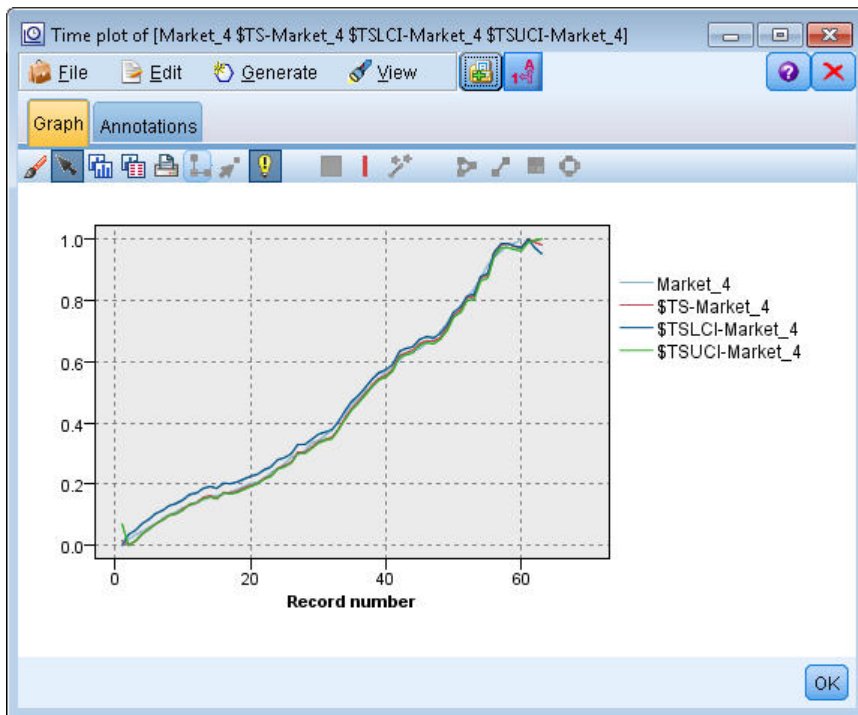 Time plot of [Market_4 $TS-Market_4 $TSLCI-Market_4 $TSUCI-Market_4]
File Edit Generate View
Graph Annotations
1.0
0.8
0.6
0.4
0.2
0.0
0 20 40 60
Record number
Market_4
$TS-Market_4
$TSLCI-Market_4
$TSUCI-Market_4
OK